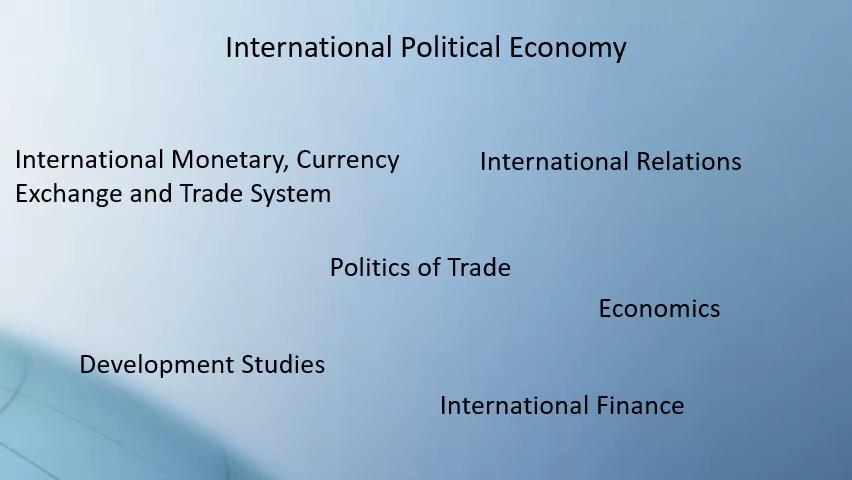 International Political Economy
International Monetary, Currency
Exchange and Trade System
International Relations
Politics of Trade
Economics
Development Studies
International Finance